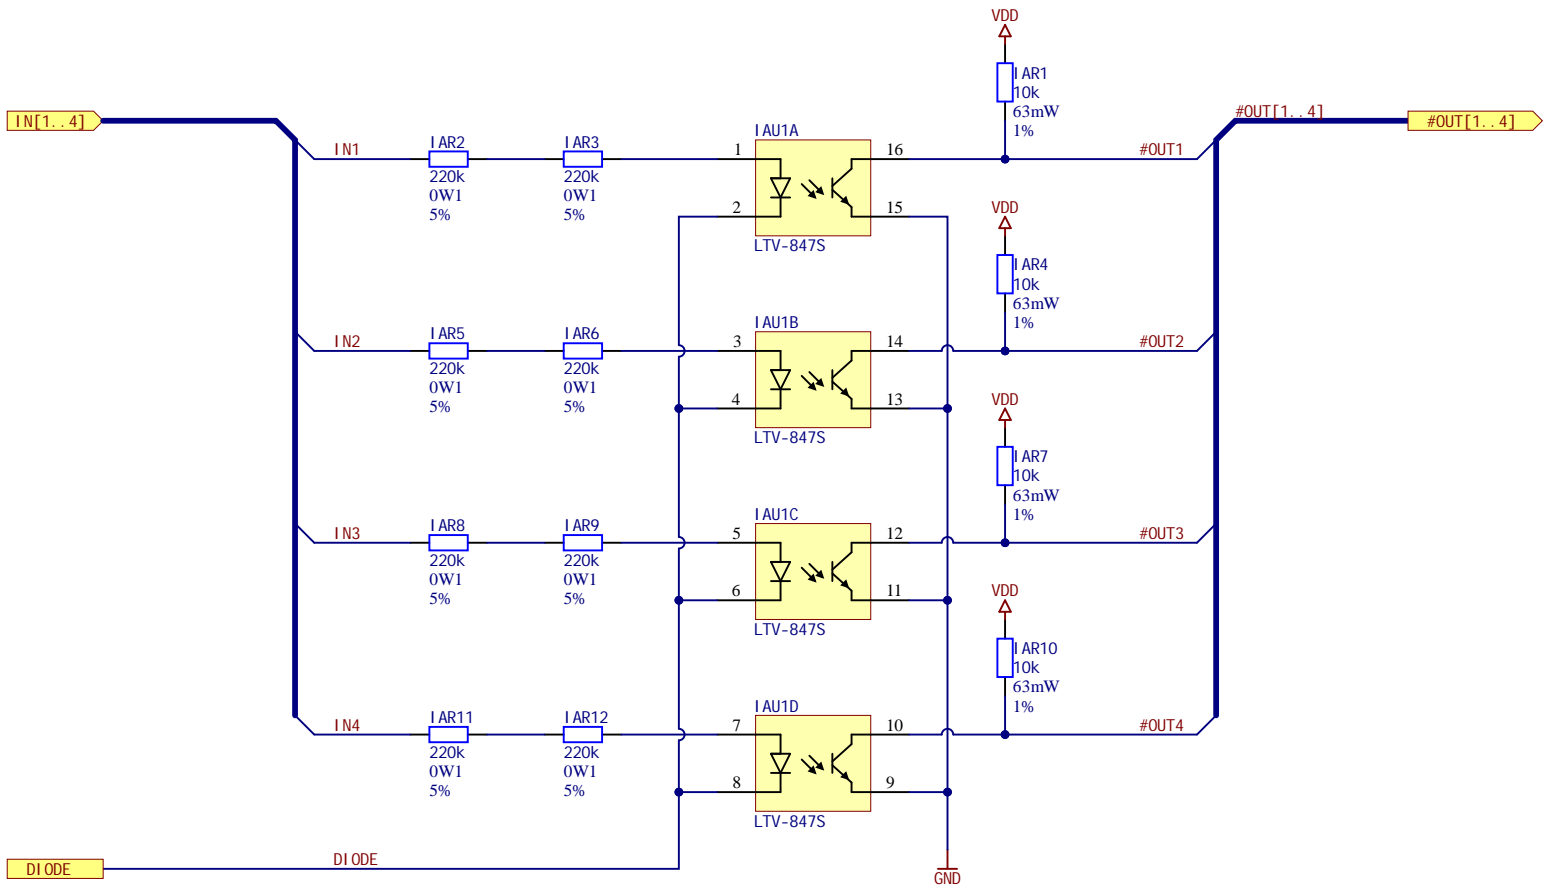 VDD
IAR1
10k
63mW
1%
IN[1..4]
#OUT[1..4]
#OUT[1..4]
IN1
IAR2
220k
0W1
5%
IAR3
220k
0W1
5%
IAU1A
1
16
2
15
LTV-847S
#OUT1
VDD
IAR4
10k
63mW
1%
IN2
IAR5
220k
0W1
5%
IAR6
220k
0W1
5%
IAU1B
3
14
4
13
LTV-847S
#OUT2
VDD
IAR7
10k
63mW
1%
IN3
IAR8
220k
0W1
5%
IAR9
220k
0W1
5%
IAU1C
5
12
6
11
LTV-847S
#OUT3
VDD
IAR10
10k
63mW
1%
IN4
IAR11
220k
0W1
5%
IAR12
220k
0W1
5%
IAU1D
7
10
8
9
LTV-847S
#OUT4
DIODE
DIODE
GND